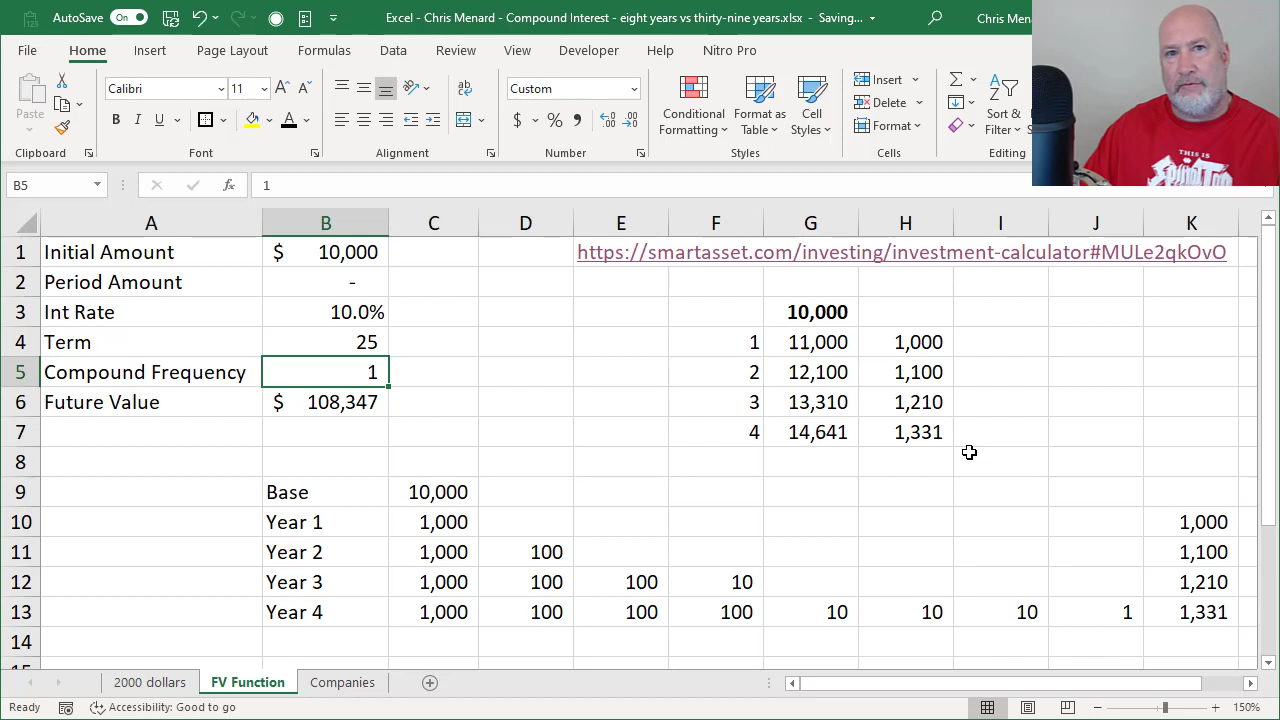 AutoSave On Excel - Chris Menard - Compound Interest - eight years vs thirty-nine years.xlsx - Saving... Chris Men
File Home Insert Page Layout Formulas Data Review View Developer Help Nitro Pro
Paste
Calibri 11
B I U A
Custom
$ % 9
Conditional Formatting
Format as Table
Cell Styles
Insert
Delete
Format
Sort & Filter
Clipboard Font Alignment Number Styles Cells Editing
THIS IS
Spinal Tap
B5 fx 1
A B C D E F G H I J K
1 Initial Amount $ 10,000 https://smartasset.com/investing/investment-calculator#MULe2qkOvO
2 Period Amount -
3 Int Rate 10.0% 10,000
4 Term 25 1 11,000 1,000
5 Compound Frequency 1 2 12,100 1,100
6 Future Value $ 108,347 3 13,310 1,210
7 4 14,641 1,331
8
9 Base 10,000
10 Year 1 1,000 1,000
11 Year 2 1,000 100 1,100
12 Year 3 1,000 100 100 10 1,210
13 Year 4 1,000 100 100 100 10 10 10 1 1,331
14
15
2000 dollars FV Function Companies
Ready Accessibility: Good to go 150%